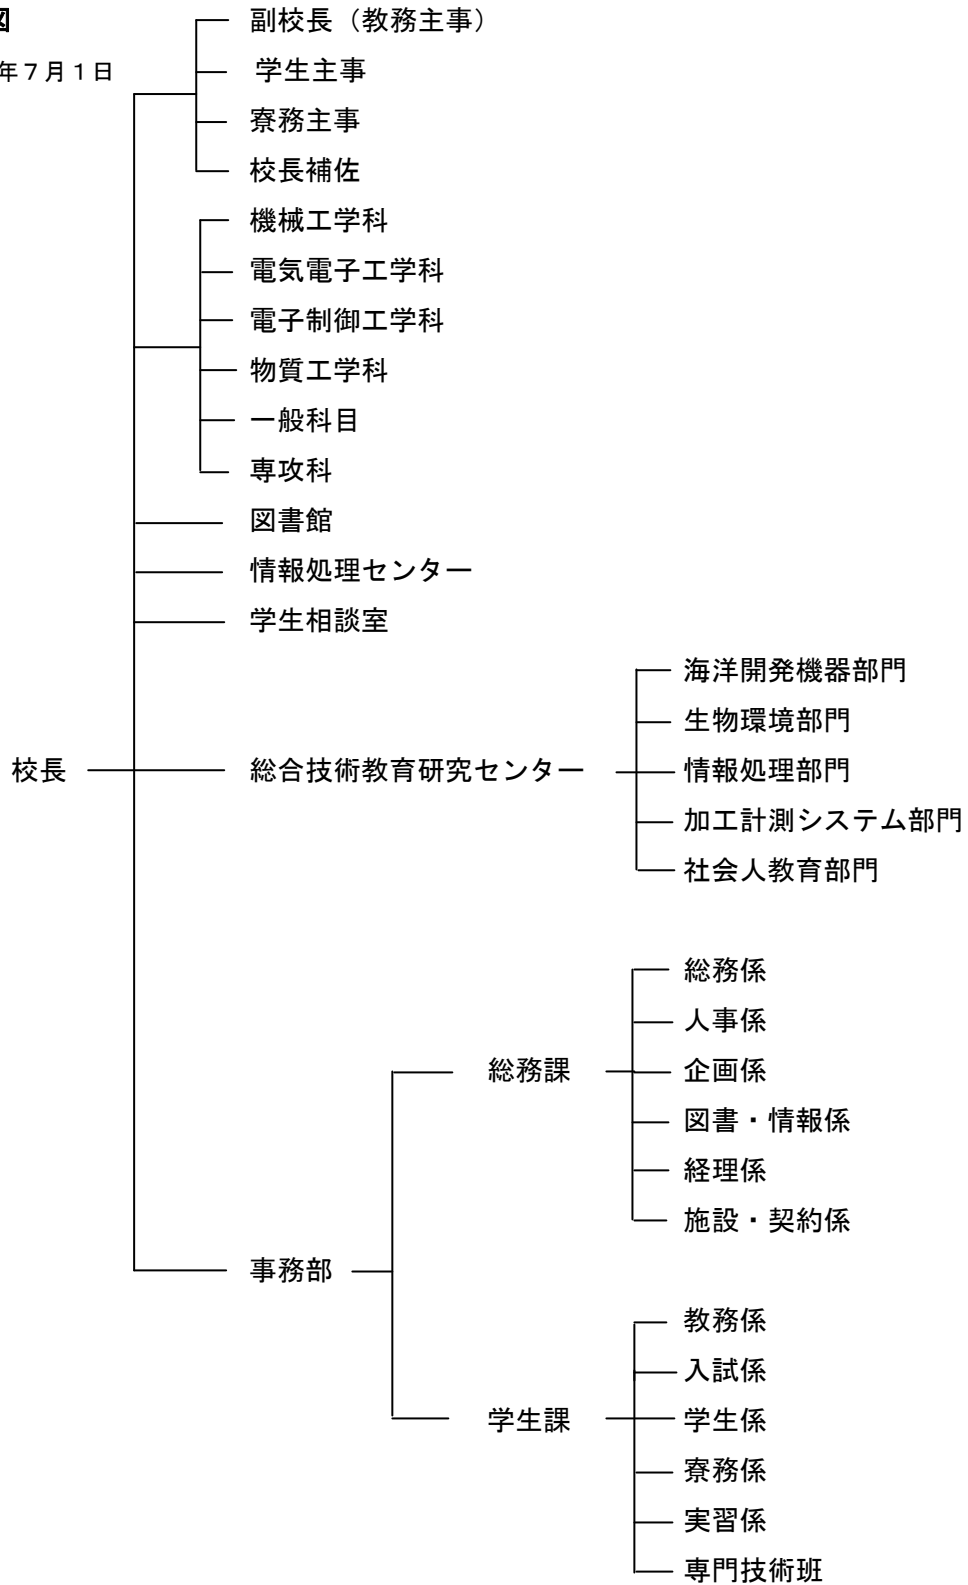 図
副校長（教務主事）
年７月１日
学生主事
寮務主事
校長補佐
機械工学科
電気電子工学科
電子制御工学科
物質工学科
一般科目
専攻科
図書館
情報処理センター
学生相談室
海洋開発機器部門
生物環境部門
校長
総合技術教育研究センター
情報処理部門
加工計測システム部門
社会人教育部門
総務係
人事係
総務課
企画係
図書・情報係
経理係
施設・契約係
事務部
教務係
入試係
学生課
学生係
寮務係
実習係
専門技術班